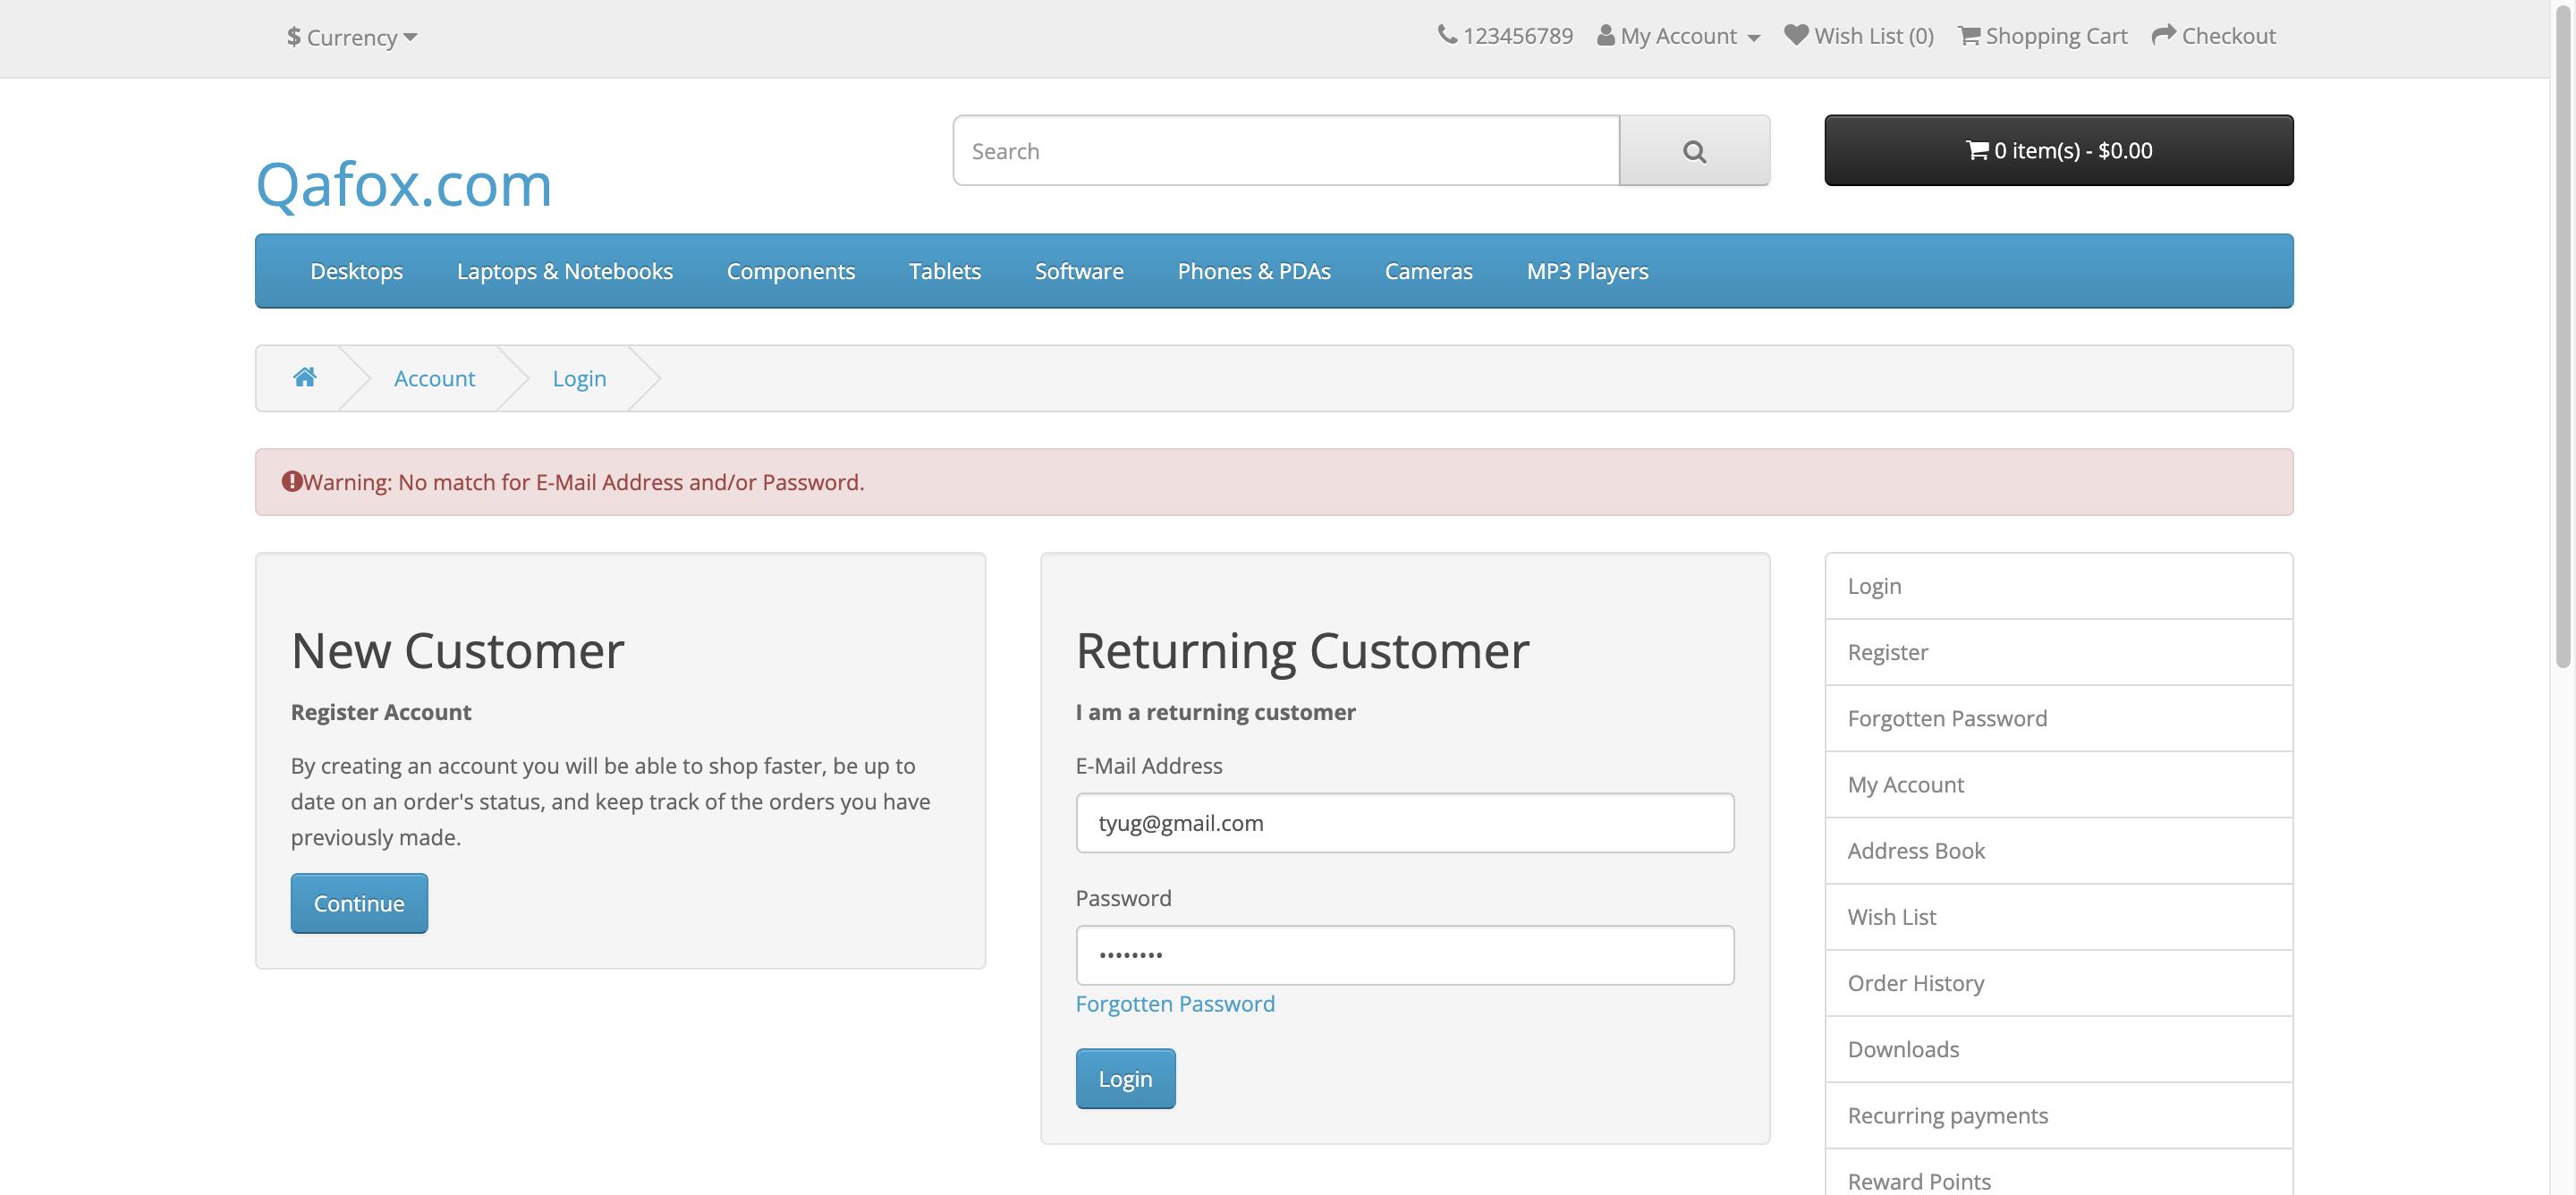 $ Currency
123456789 My Account Wish List (0) Shopping Cart Checkout
Qafox.com
Search
0 item(s) - $0.00
Desktops Laptops & Notebooks Components Tablets Software Phones & PDAs Cameras MP3 Players
Account Login
Warning: No match for E-Mail Address and/or Password.
New Customer
Register Account
By creating an account you will be able to shop faster, be up to
date on an order's status, and keep track of the orders you have
previously made.
Continue
Returning Customer
I am a returning customer
E-Mail Address
tyug@gmail.com
Password
••••••••
Forgotten Password
Login
Login
Register
Forgotten Password
My Account
Address Book
Wish List
Order History
Downloads
Recurring payments
Reward Points